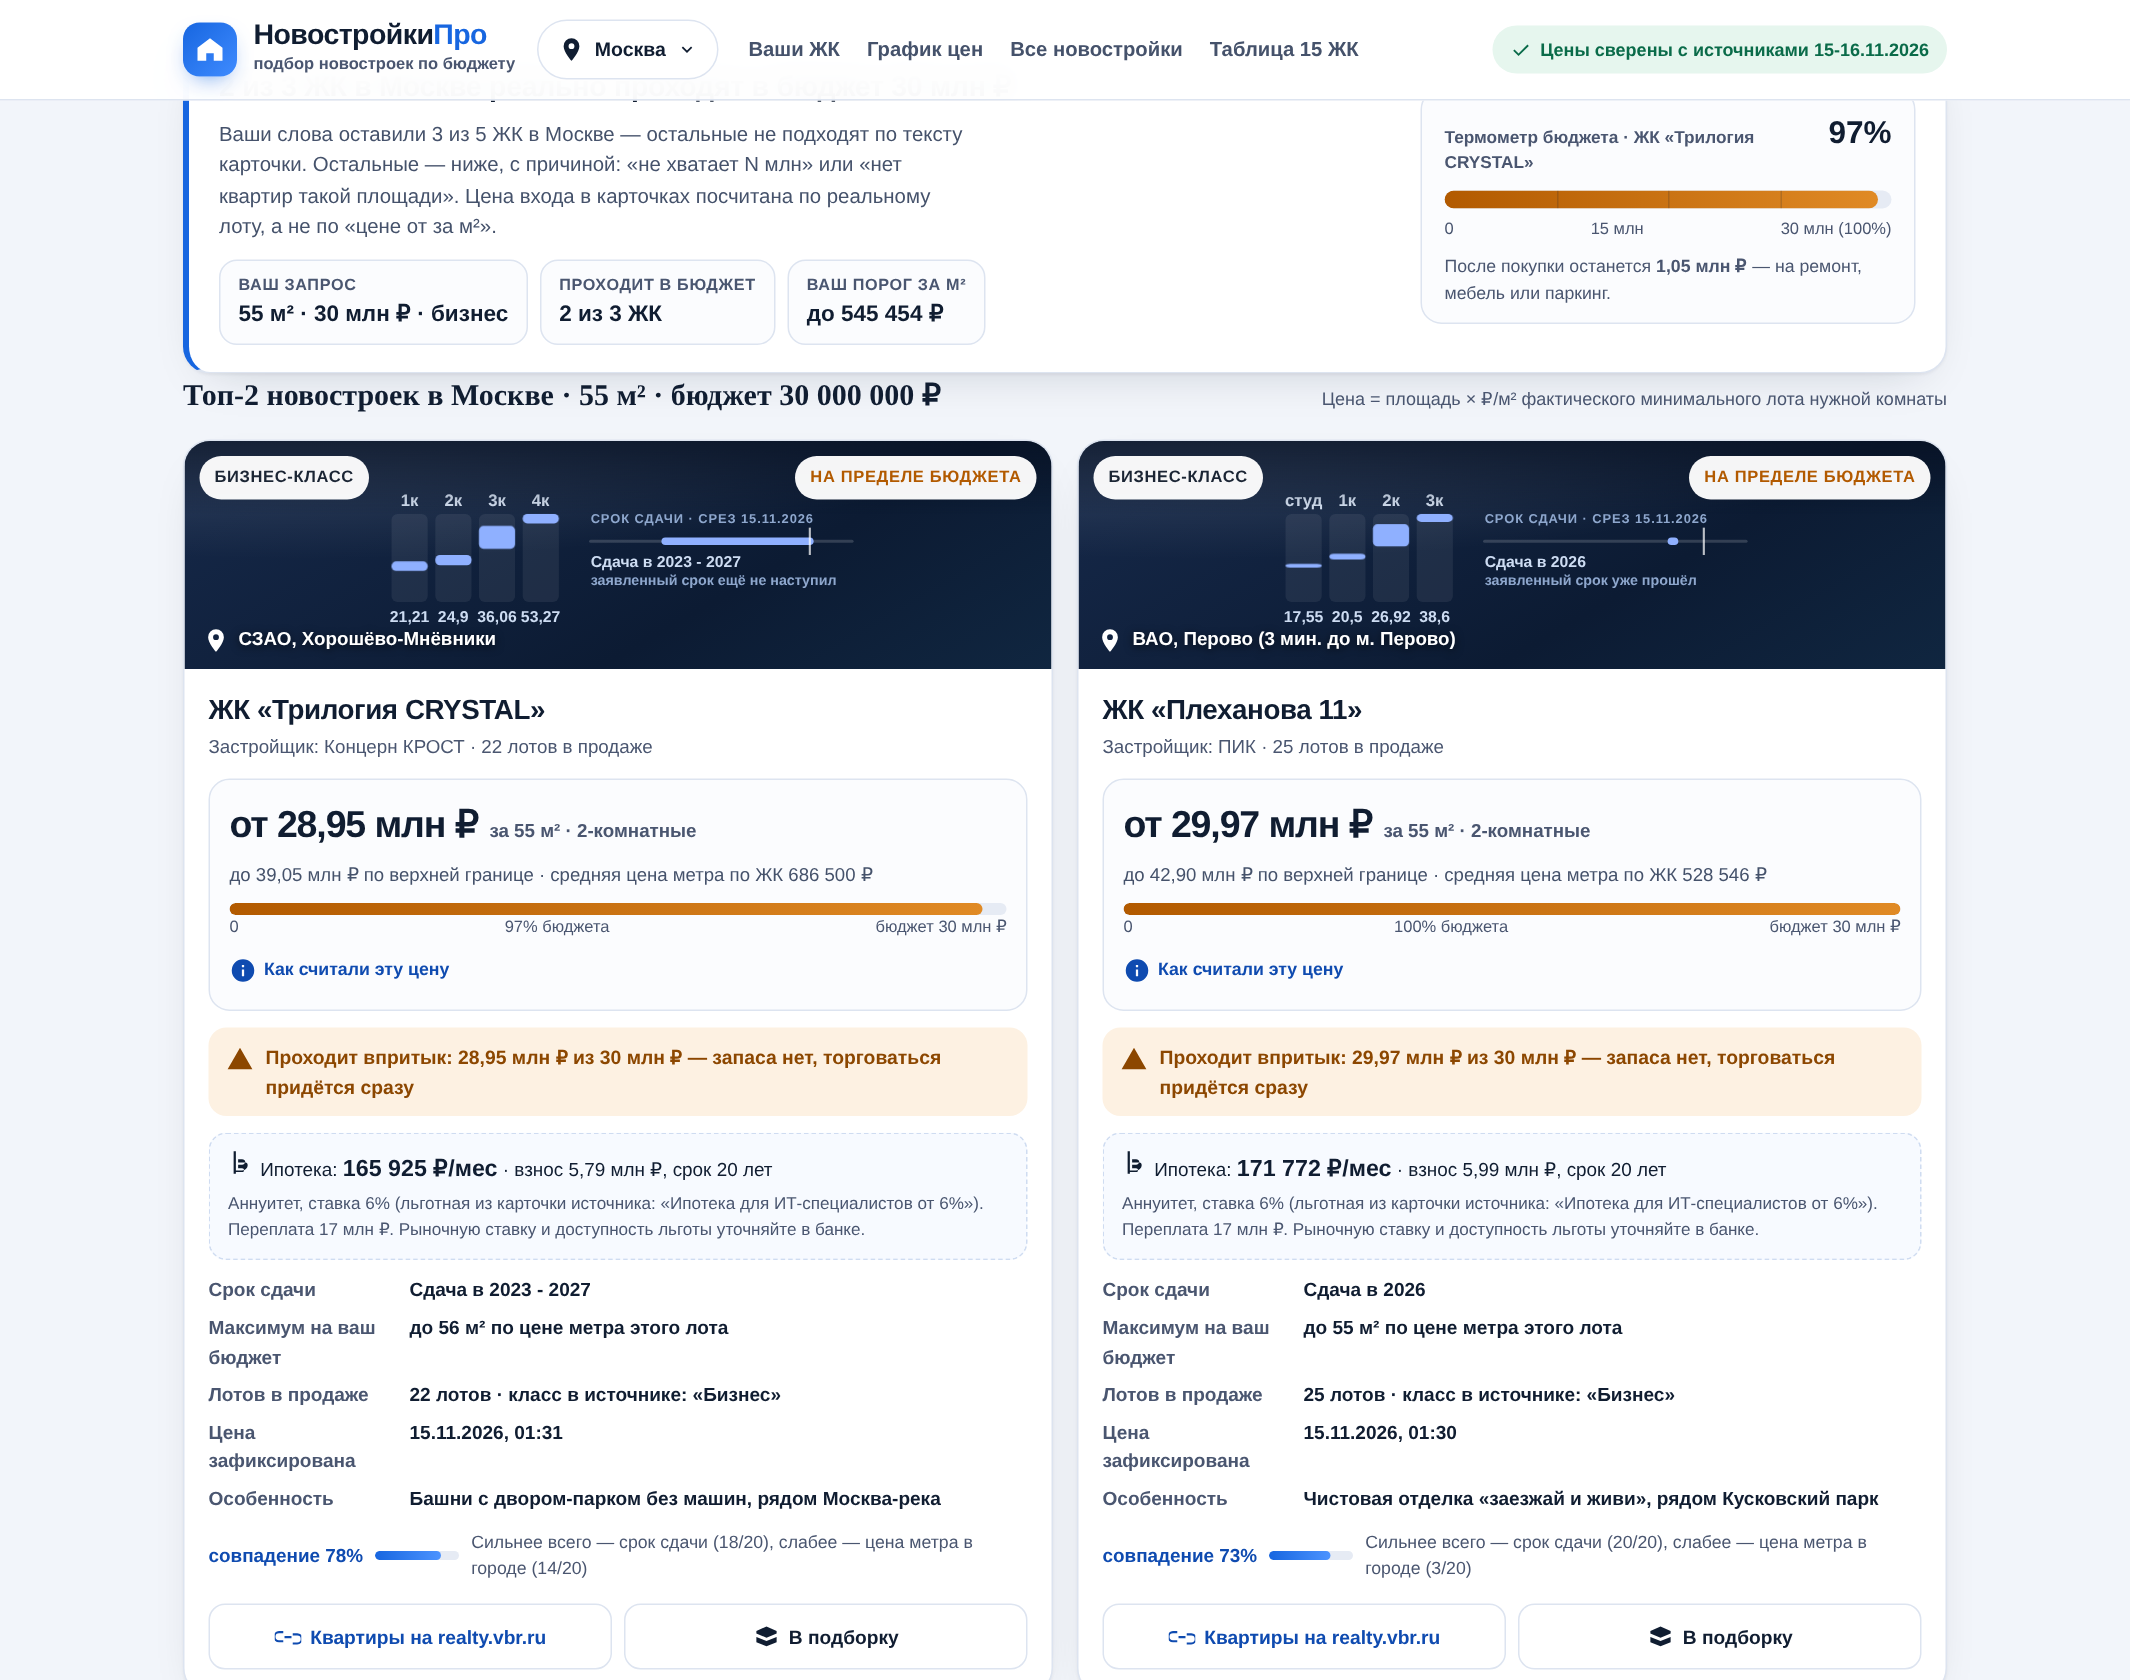 НовостройкиПро
подбор новостроек по бюджету
Москва
Ваши ЖК
График цен
Все новостройки
Таблица 15 ЖК
Цены сверены с источниками 15-16.11.2026
2 из 3 ЖК в Москве реально проходят в бюджет 30 млн ₽
Ваши слова оставили 3 из 5 ЖК в Москве — остальные не подходят по тексту
карточки. Остальные — ниже, с причиной: «не хватает N млн» или «нет
квартир такой площади». Цена входа в карточках посчитана по реальному
лоту, а не по «цене от за м²».
ВАШ ЗАПРОС
55 м² · 30 млн ₽ · бизнес
ПРОХОДИТ В БЮДЖЕТ
2 из 3 ЖК
ВАШ ПОРОГ ЗА М²
до 545 454 ₽
Термометр бюджета · ЖК «Трилогия
CRYSTAL»
97%
0
15 млн
30 млн (100%)
После покупки останется 1,05 млн ₽ — на ремонт,
мебель или паркинг.
Топ-2 новостроек в Москве · 55 м² · бюджет 30 000 000 ₽
Цена = площадь × ₽/м² фактического минимального лота нужной комнаты
БИЗНЕС-КЛАСС
НА ПРЕДЕЛЕ БЮДЖЕТА
1к 2к 3к 4к
СРОК СДАЧИ · СРЕЗ 15.11.2026
Сдача в 2023 - 2027
заявленный срок ещё не наступил
21,21 24,9 36,06 53,27
СЗАО, Хорошёво-Мнёвники
ЖК «Трилогия CRYSTAL»
Застройщик: Концерн КРОСТ · 22 лотов в продаже
от 28,95 млн ₽ за 55 м² · 2-комнатные
до 39,05 млн ₽ по верхней границе · средняя цена метра по ЖК 686 500 ₽
0
97% бюджета
бюджет 30 млн ₽
Как считали эту цену
Проходит впритык: 28,95 млн ₽ из 30 млн ₽ — запаса нет, торговаться
придётся сразу
Ипотека: 165 925 ₽/мес · взнос 5,79 млн ₽, срок 20 лет
Аннуитет, ставка 6% (льготная из карточки источника: «Ипотека для ИТ-специалистов от 6%»).
Переплата 17 млн ₽. Рыночную ставку и доступность льготы уточняйте в банке.
Срок сдачи
Сдача в 2023 - 2027
Максимум на ваш
бюджет
до 56 м² по цене метра этого лота
Лотов в продаже
22 лотов · класс в источнике: «Бизнес»
Цена
зафиксирована
15.11.2026, 01:31
Особенность
Башни с двором-парком без машин, рядом Москва-река
совпадение 78%
Сильнее всего — срок сдачи (18/20), слабее — цена метра в
городе (14/20)
Квартиры на realty.vbr.ru
В подборку
БИЗНЕС-КЛАСС
НА ПРЕДЕЛЕ БЮДЖЕТА
студ 1к 2к 3к
СРОК СДАЧИ · СРЕЗ 15.11.2026
Сдача в 2026
заявленный срок уже прошёл
17,55 20,5 26,92 38,6
ВАО, Перово (3 мин. до м. Перово)
ЖК «Плеханова 11»
Застройщик: ПИК · 25 лотов в продаже
от 29,97 млн ₽ за 55 м² · 2-комнатные
до 42,90 млн ₽ по верхней границе · средняя цена метра по ЖК 528 546 ₽
0
100% бюджета
бюджет 30 млн ₽
Как считали эту цену
Проходит впритык: 29,97 млн ₽ из 30 млн ₽ — запаса нет, торговаться
придётся сразу
Ипотека: 171 772 ₽/мес · взнос 5,99 млн ₽, срок 20 лет
Аннуитет, ставка 6% (льготная из карточки источника: «Ипотека для ИТ-специалистов от 6%»).
Переплата 17 млн ₽. Рыночную ставку и доступность льготы уточняйте в банке.
Срок сдачи
Сдача в 2026
Максимум на ваш
бюджет
до 55 м² по цене метра этого лота
Лотов в продаже
25 лотов · класс в источнике: «Бизнес»
Цена
зафиксирована
15.11.2026, 01:30
Особенность
Чистовая отделка «заезжай и живи», рядом Кусковский парк
совпадение 73%
Сильнее всего — срок сдачи (20/20), слабее — цена метра в
городе (3/20)
Квартиры на realty.vbr.ru
В подборку